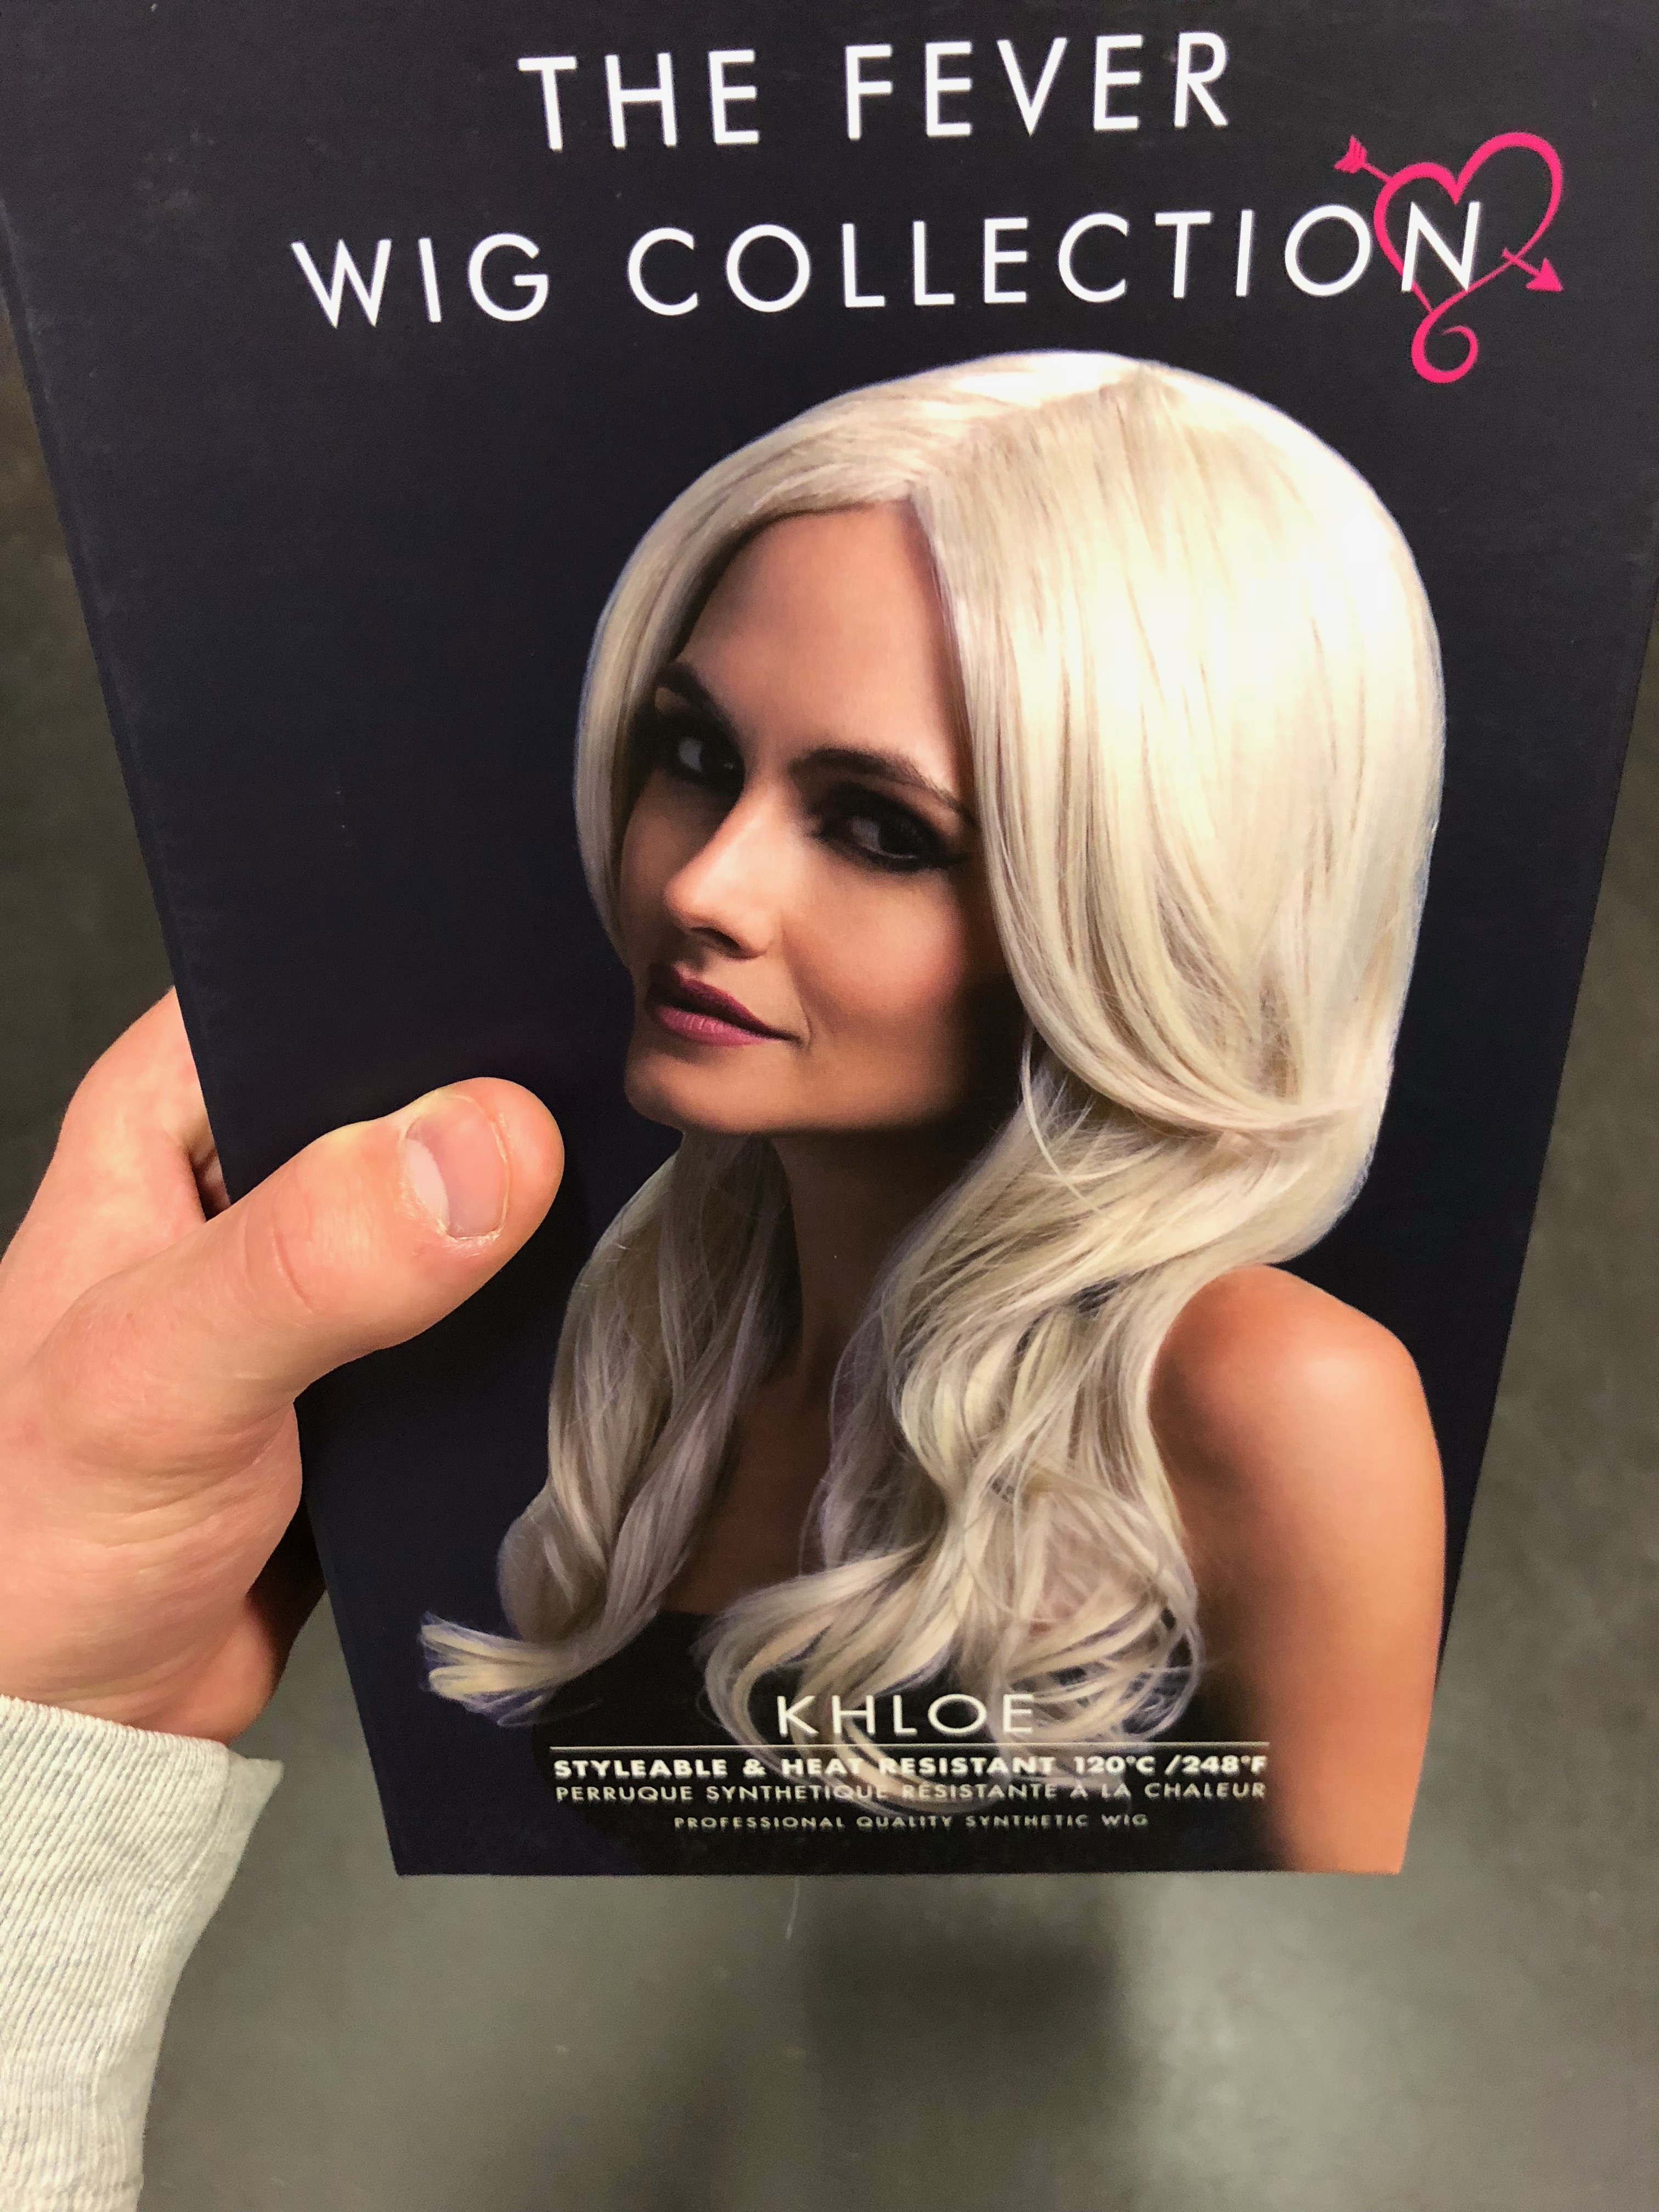 THE FEVER
WIG COLLECTION
KHLOE
STYLEABLE & HEAT RESISTANT 120°C /248°F
PERRUQUE SYNTHETIQUE RÉSISTANTE À LA CHALEUR
PROFESSIONAL QUALITY SYNTHETIC WIG